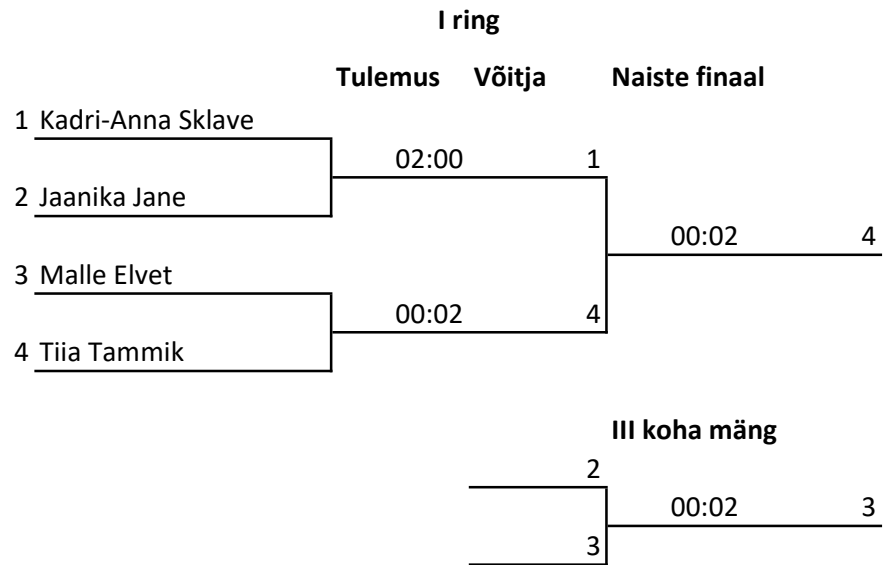 I ring
Tulemus Võitja Naiste finaal
1 Kadri-Anna Sklave
02:00 1
2 Jaanika Jane
00:02 4
3 Malle Elvet
00:02 4
4 Tiia Tammik
III koha mäng
2
00:02 3
3